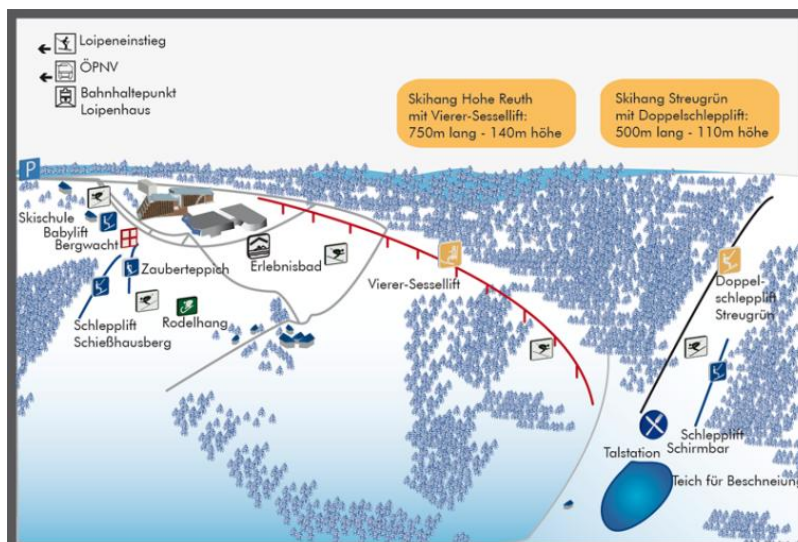 Loipeneinstieg
ÖPNV
Bahnhaltepunkt
Loipenhaus
Skihang Hohe Reuth
mit Vierer-Sessellift:
750m lang - 140m höhe
Skihang Streugrün
mit Doppelschlepplift:
500m lang - 110m höhe
P
Skischule
Babylift
Bergwacht
Zauberteppich
Erlebnisbad
Vierer-Sessellift
Doppel-
schlepplift
Streugrün
Schlepplift
Schießhausberg
Rodelhang
Schlepplift
Schirmbar
Talstation
Teich für Beschneiung